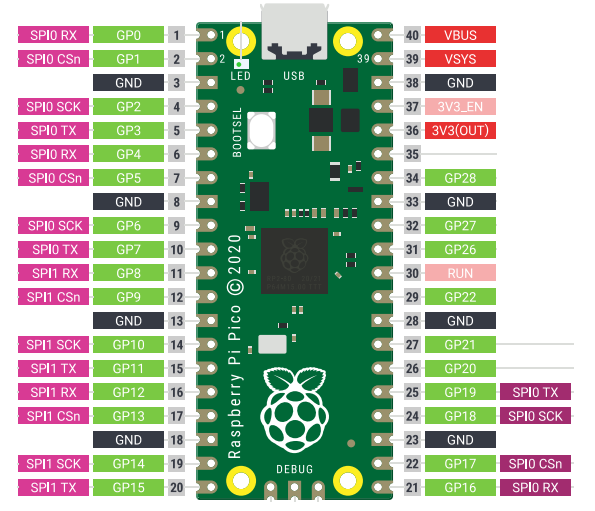 SPI0 RX GP0 1 1 40 VBUS
SPI0 CSn GP1 2 2 39 39 VSYS
LED USB
GND 3 38 GND
SPI0 SCK GP2 4 37 3V3_EN
SPI0 TX GP3 5 36 3V3(OUT)
BOOTSEL
SPI0 RX GP4 6 35
SPI0 CSn GP5 7 34 GP28
GND 8 33 GND
SPI0 SCK GP6 9 32 GP27
SPI0 TX GP7 10 31 GP26
SPI1 RX GP8 11 30 RUN
SPI1 CSn GP9 12 29 GP22
GND 13 28 GND
SPI1 SCK GP10 14 27 GP21
SPI1 TX GP11 15 26 GP20
SPI1 RX GP12 16 25 GP19 SPI0 TX
SPI1 CSn GP13 17 24 GP18 SPI0 SCK
Raspberry Pi Pico © 2020
GND 18 23 GND
SPI1 SCK GP14 19 22 GP17 SPI0 CSn
DEBUG
SPI1 TX GP15 20 21 GP16 SPI0 RX